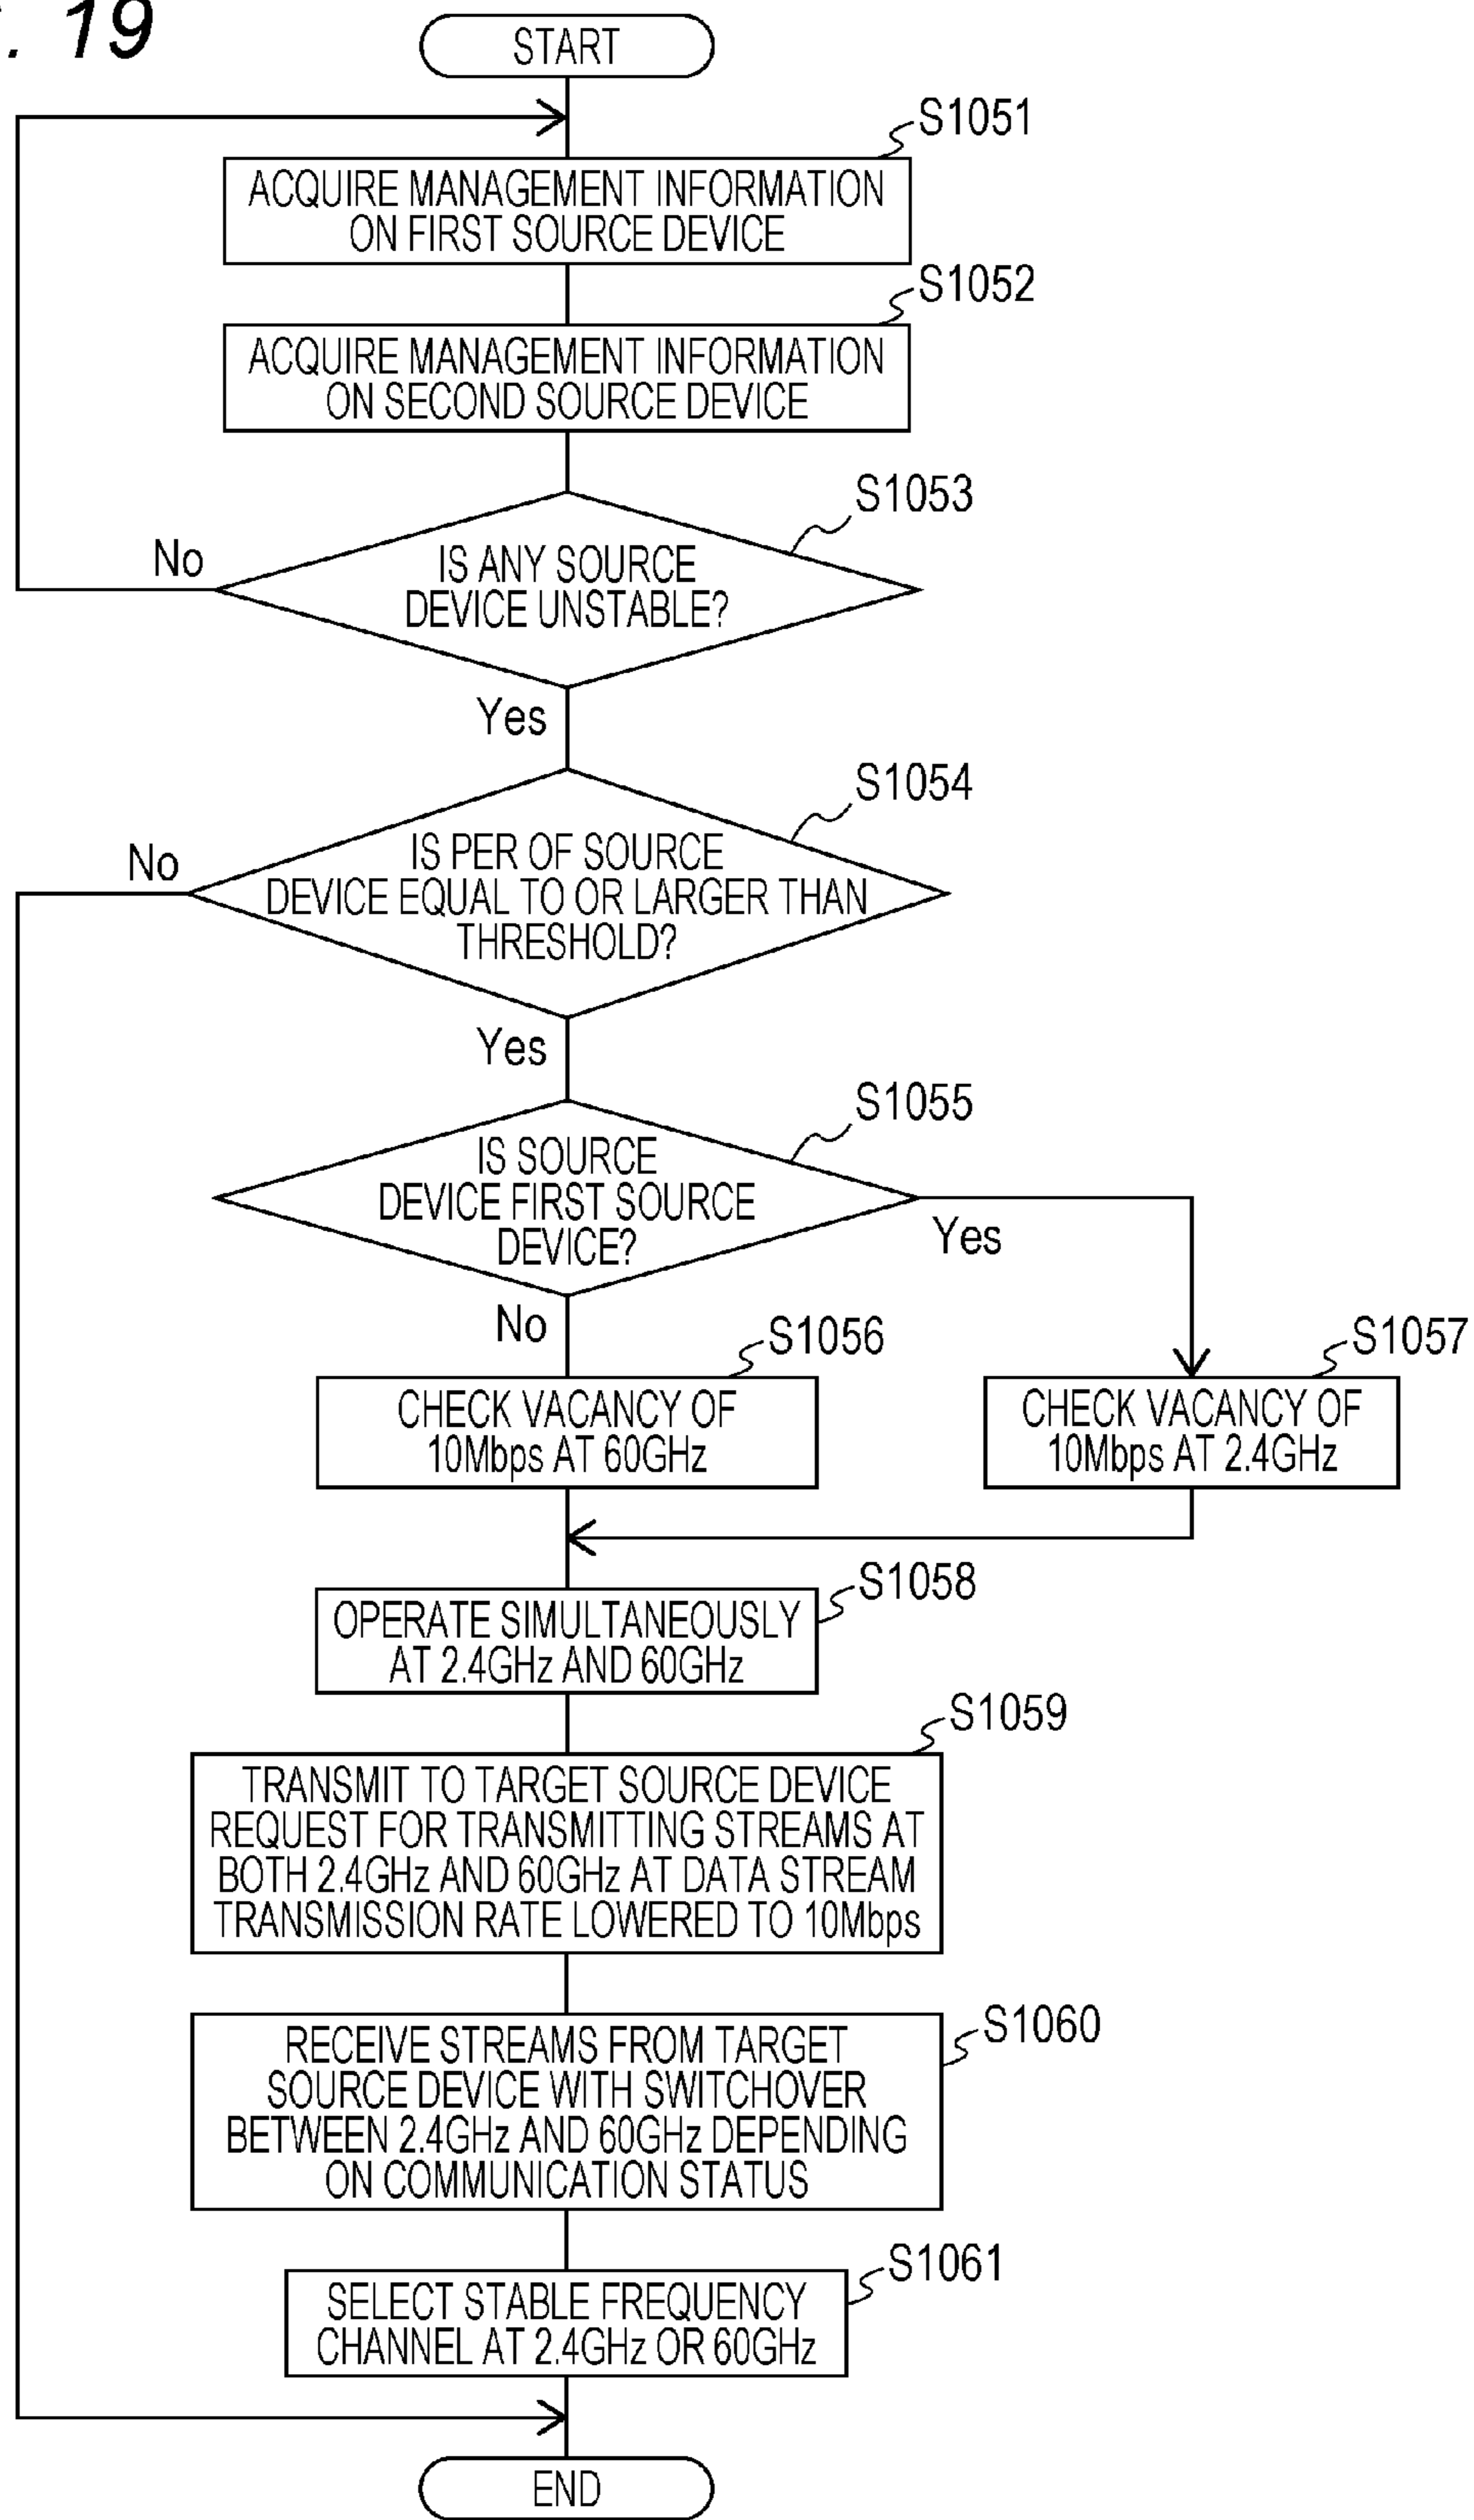 . 19
START
S1051
ACQUIRE MANAGEMENT INFORMATION
ON FIRST SOURCE DEVICE
S1052
ACQUIRE MANAGEMENT INFORMATION
ON SECOND SOURCE DEVICE
S1053
No
IS ANY SOURCE
DEVICE UNSTABLE?
Yes
S1054
No
IS PER OF SOURCE
DEVICE EQUAL TO OR LARGER THAN
THRESHOLD?
Yes
S1055
IS SOURCE
DEVICE FIRST SOURCE
DEVICE?
Yes
No
S1056
S1057
CHECK VACANCY OF
10Mbps AT 60GHz
CHECK VACANCY OF
10Mbps AT 2.4GHz
S1058
OPERATE SIMULTANEOUSLY
AT 2.4GHz AND 60GHz
S1059
TRANSMIT TO TARGET SOURCE DEVICE
REQUEST FOR TRANSMITTING STREAMS AT
BOTH 2.4GHz AND 60GHz AT DATA STREAM
TRANSMISSION RATE LOWERED TO 10Mbps
S1060
RECEIVE STREAMS FROM TARGET
SOURCE DEVICE WITH SWITCHOVER
BETWEEN 2.4GHz AND 60GHz DEPENDING
ON COMMUNICATION STATUS
S1061
SELECT STABLE FREQUENCY
CHANNEL AT 2.4GHz OR 60GHz
END